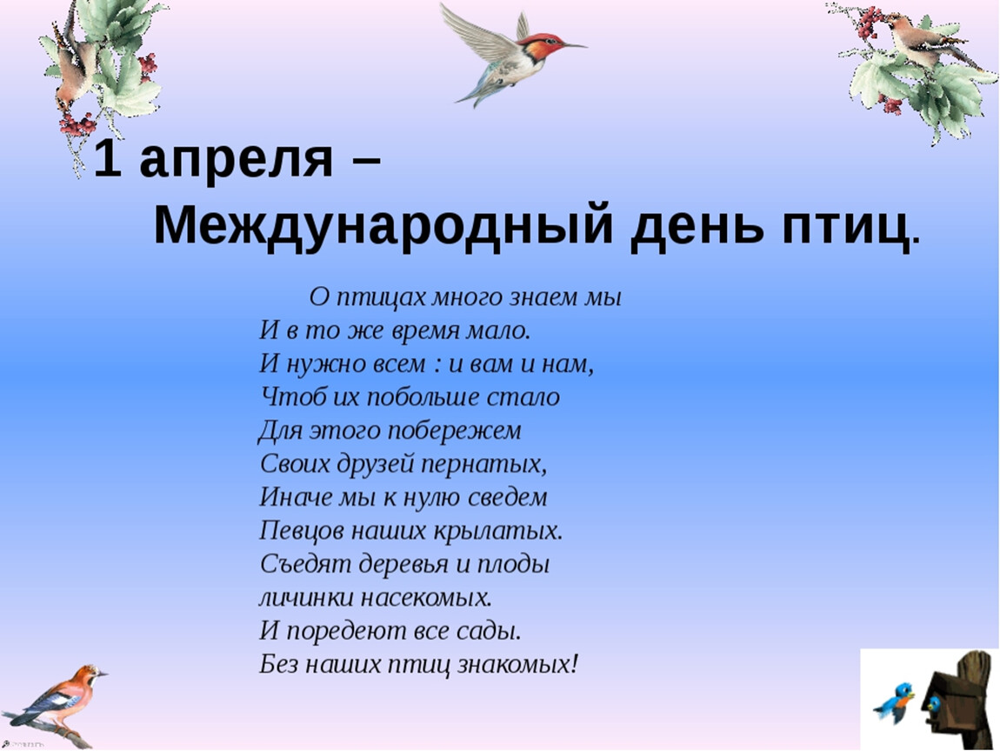 1 апреля –
Международный день птиц.
О птицах много знаем мы
И в то же время мало.
И нужно всем : и вам и нам,
Чтоб их побольше стало
Для этого побережем
Своих друзей пернатых,
Иначе мы к нулю сведем
Певцов наших крылатых.
Съедят деревья и плоды
личинки насекомых.
И поредеют все сады.
Без наших птиц знакомых!